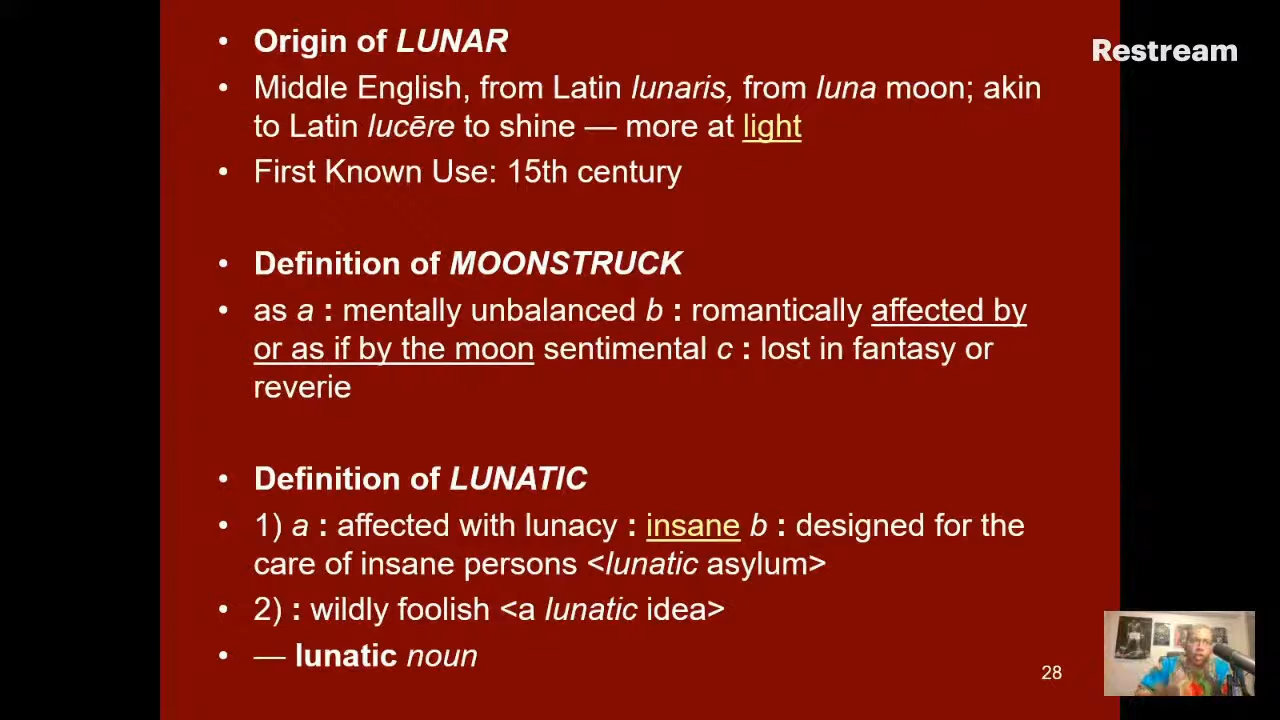 • Origin of LUNAR
Restream
• Middle English, from Latin lunaris, from luna moon; akin
to Latin lucēre to shine — more at light
• First Known Use: 15th century
• Definition of MOONSTRUCK
• as a : mentally unbalanced b : romantically affected by
or as if by the moon sentimental c : lost in fantasy or
reverie
• Definition of LUNATIC
• 1) a : affected with lunacy : insane b : designed for the
care of insane persons <lunatic asylum>
• 2) : wildly foolish <a lunatic idea>
• — lunatic noun
28